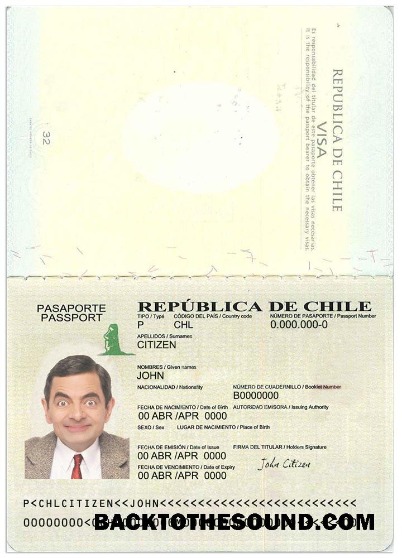 REPUBLICA DE CHILE
VISA
Es responsabilidad del titular de este pasaporte obtener las visas necesarias.
It is the responsibility of the passport bearer to obtain the necessary visas.
32
PASAPORTE
PASSPORT
REPÚBLICA DE CHILE
TIPO / Type CÓDIGO DEL PAÍS / Country code NÚMERO DE PASAPORTE / Passport Number
P CHL 0.000.000-0
APELLIDOS / Surnames
CITIZEN
NOMBRES / Given names
JOHN
NACIONALIDAD / Nationality NÚMERO DE CUADERNILLO / Booklet Number
B0000000
FECHA DE NACIMIENTO / Date of Birth AUTORIDAD EMISORA / Issuing Authority
00 ABR / APR 0000
SEXO / Sex LUGAR DE NACIMIENTO / Place of Birth
FECHA DE EMISIÓN / Date of Issue FIRMA DEL TITULAR / Holders Signature
00 ABR / APR 0000 John Citizen
FECHA DE VENCIMIENTO / Date of Expiry
00 ABR / APR 0000
P<CHLCITIZEN<<JOHN<<<<<<<<<<<<<<<<<<<<<<<<<<
BACKTOTHESOUND.COM